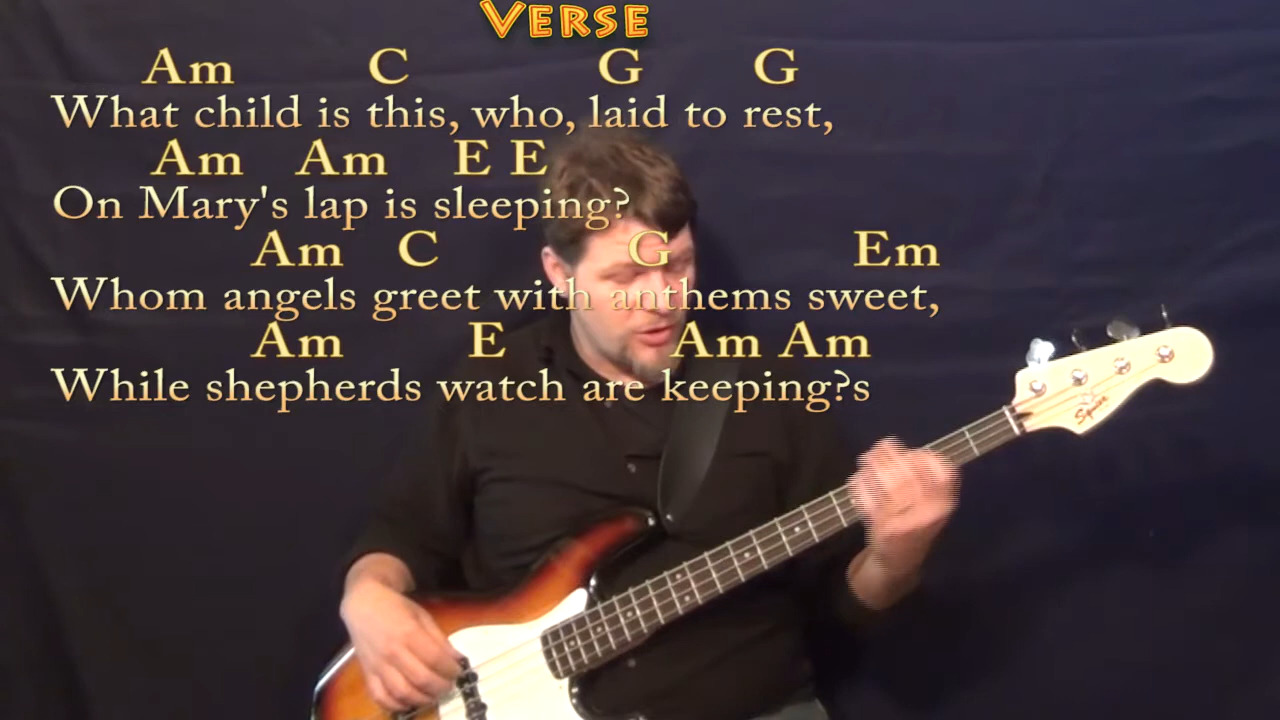 VERSE
Am C G G
What child is this, who, laid to rest,
Am Am E E
On Mary's lap is sleeping?
Am C G Em
Whom angels greet with anthems sweet,
Am E Am Am
While shepherds watch are keeping?s
Squier